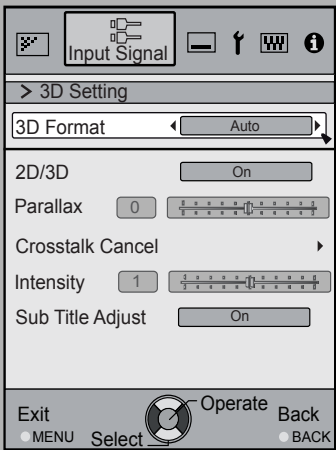 Input Signal
> 3D Setting
3D Format Auto
2D/3D On
Parallax 0
Crosstalk Cancel
Intensity 1
Sub Title Adjust On
Exit Operate Back
MENU Select BACK